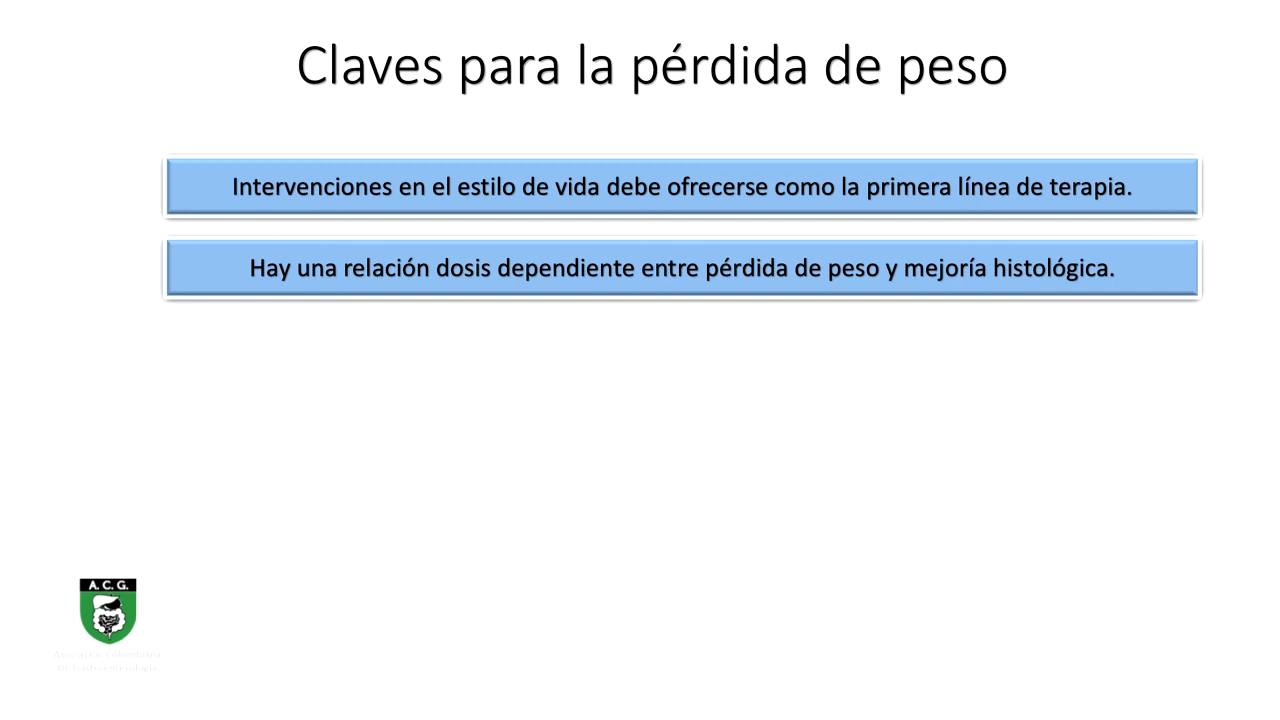 Claves para la pérdida de peso
Intervenciones en el estilo de vida debe ofrecerse como la primera línea de terapia.
Hay una relación dosis dependiente entre pérdida de peso y mejoría histológica.
A. C. G.